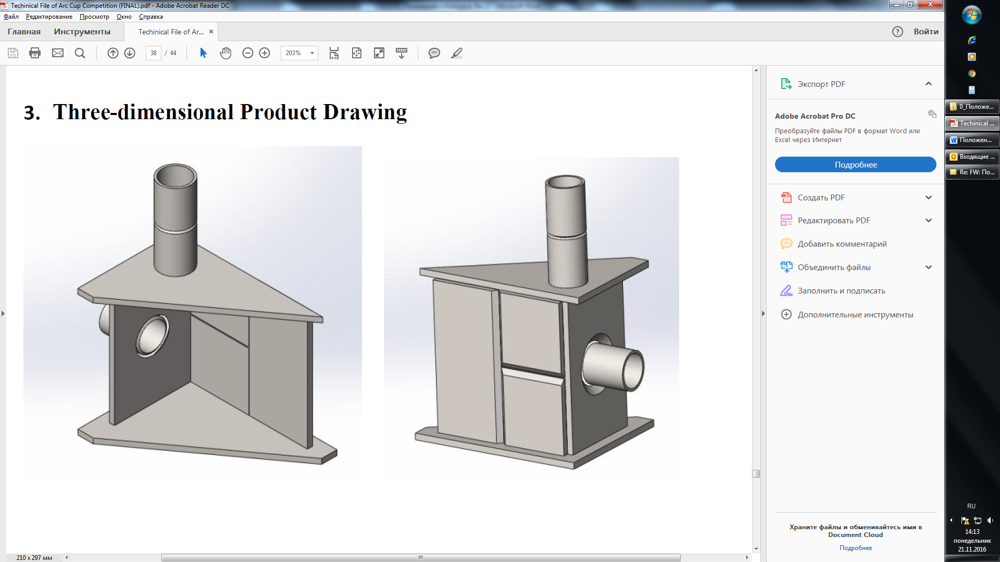 Techinical File of Arc Cup Competition (FINAL).pdf - Adobe Acrobat Reader DC
Файл Редактирование Просмотр Окно Справка
Главная Инструменты Techinical File of Ar... × ? Войти
38 / 44 203%
3. Three-dimensional Product Drawing
Экспорт PDF
Adobe Acrobat Pro DC
Преобразуйте файлы PDF в формат Word или
Excel через Интернет
Подробнее
Создать PDF
Редактировать PDF
Добавить комментарий
Объединить файлы
Заполнить и подписать
Дополнительные инструменты
Храните файлы и обменивайтесь ими в
Document Cloud
Подробнее
210 x 297 мм
0_Положе...
Techinical ...
Положен...
Входящие ...
Re: FW: По...
RU
14:13
понедельник
21.11.2016